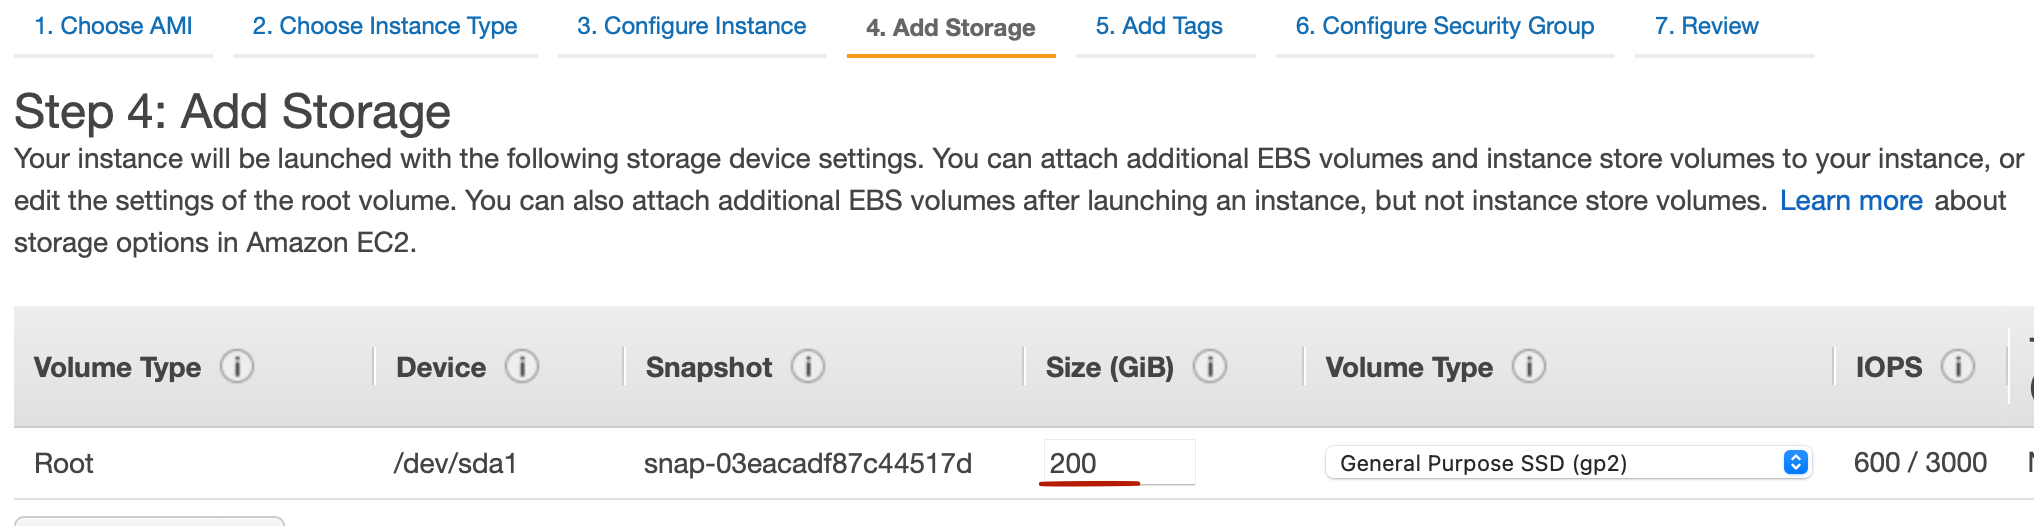 1. Choose AMI 2. Choose Instance Type 3. Configure Instance 4. Add Storage 5. Add Tags 6. Configure Security Group 7. Review
Step 4: Add Storage
Your instance will be launched with the following storage device settings. You can attach additional EBS volumes and instance store volumes to your instance, or
edit the settings of the root volume. You can also attach additional EBS volumes after launching an instance, but not instance store volumes. Learn more about
storage options in Amazon EC2.
Volume Type Device Snapshot Size (GiB) Volume Type IOPS
Root /dev/sda1 snap-03eacadf87c44517d 200 General Purpose SSD (gp2) 600 / 3000